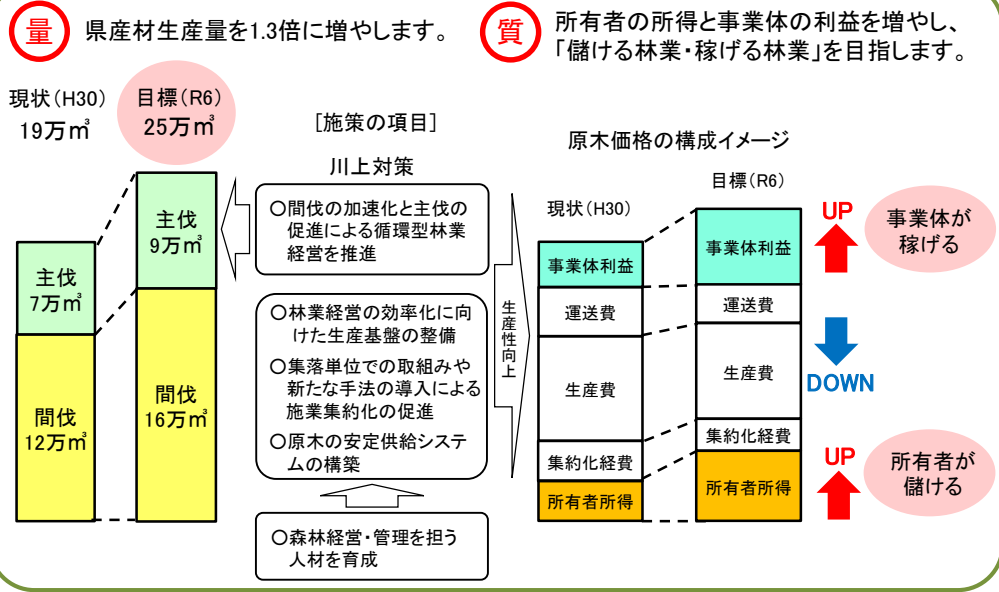 量
県産材生産量を1.3倍に増やします。
質
所有者の所得と事業体の利益を増やし、
「儲ける林業・稼げる林業」を目指します。
現状（H30）
19万㎥
目標（R6）
25万㎥
主伐
7万㎥
間伐
12万㎥
主伐
9万㎥
間伐
16万㎥
[施策の項目]
川上対策
○間伐の加速化と主伐の
促進による循環型林業
経営を推進
○林業経営の効率化に向
けた生産基盤の整備
○集落単位での取組みや
新たな手法の導入による
施業集約化の促進
○原木の安定供給システ
ムの構築
○森林経営・管理を担う
人材を育成
生産性向上
原木価格の構成イメージ
現状（H30）
事業体利益
運送費
生産費
集約化経費
所有者所得
目標（R6）
事業体利益
運送費
生産費
集約化経費
所有者所得
UP
事業体が
稼げる
DOWN
UP
所有者が
儲ける